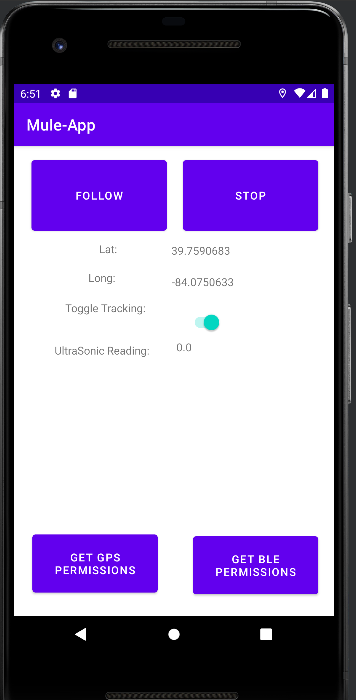 6:51
Mule-App
FOLLOW STOP
Lat: 39.7590683
Long: -84.0750633
Toggle Tracking:
UltraSonic Reading: 0.0
GET GPS GET BLE
PERMISSIONS PERMISSIONS